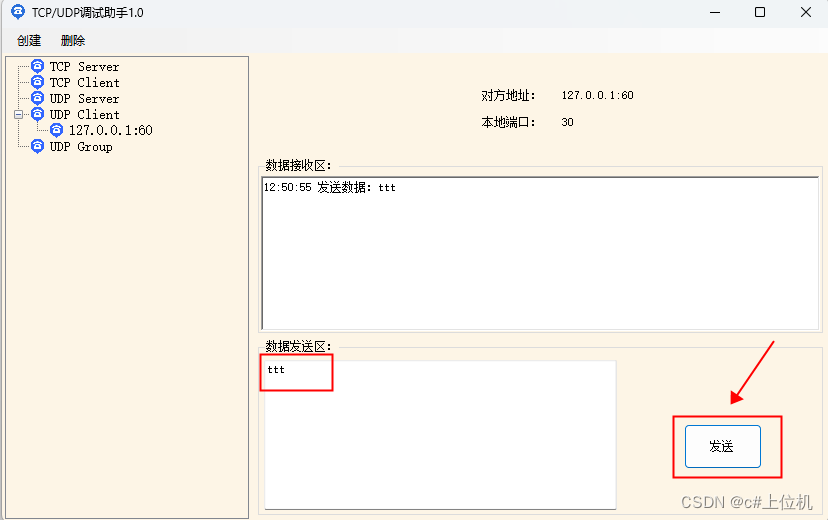 TCP/UDP调试助手1.0
创建 删除
TCP Server
TCP Client
UDP Server
UDP Client
127.0.0.1:60
UDP Group
对方地址: 127.0.0.1:60
本地端口: 30
数据接收区:
12:50:55 发送数据: ttt
数据发送区:
ttt
发送
CSDN @c#上位机